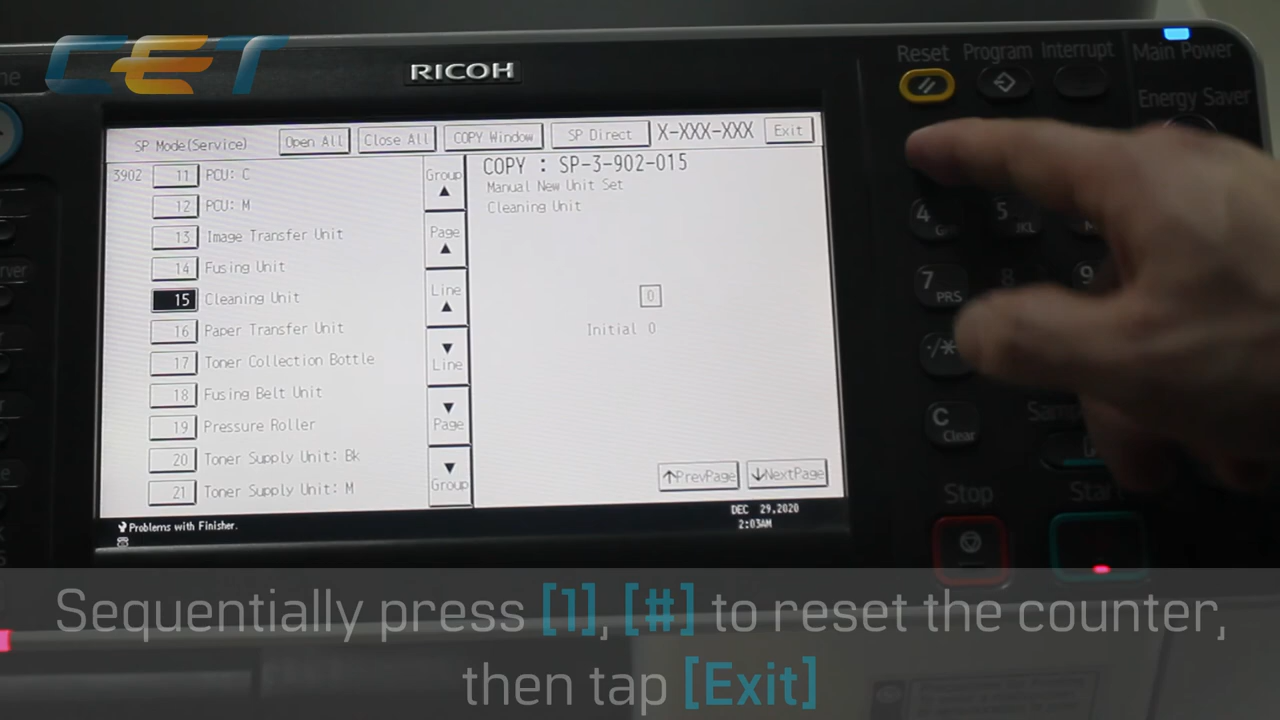 CET
RICOH
Reset Program Interrupt Main Power
Energy Saver
SP Mode(Service) Open All Close All COPY Window SP Direct X-XXX-XXX Exit
3902 11 PCU: C
12 PCU: M
13 Image Transfer Unit
14 Fusing Unit
15 Cleaning Unit
16 Paper Transfer Unit
17 Toner Collection Bottle
18 Fusing Belt Unit
19 Pressure Roller
20 Toner Supply Unit: Bk
21 Toner Supply Unit: M
Group
▲
Page
▲
Line
▲
▼
Line
▼
Page
▼
Group
COPY : SP-3-902-015
Manual New Unit Set
Cleaning Unit
0
Initial 0
↑PrevPage ↓NextPage
Problems with Finisher.
DEC 29,2020
2:03AM
4
5 JKL
7 PRS
8
9
·/*
C Clear
Stop
Start
Sequentially press [1], [#] to reset the counter,
then tap [Exit]